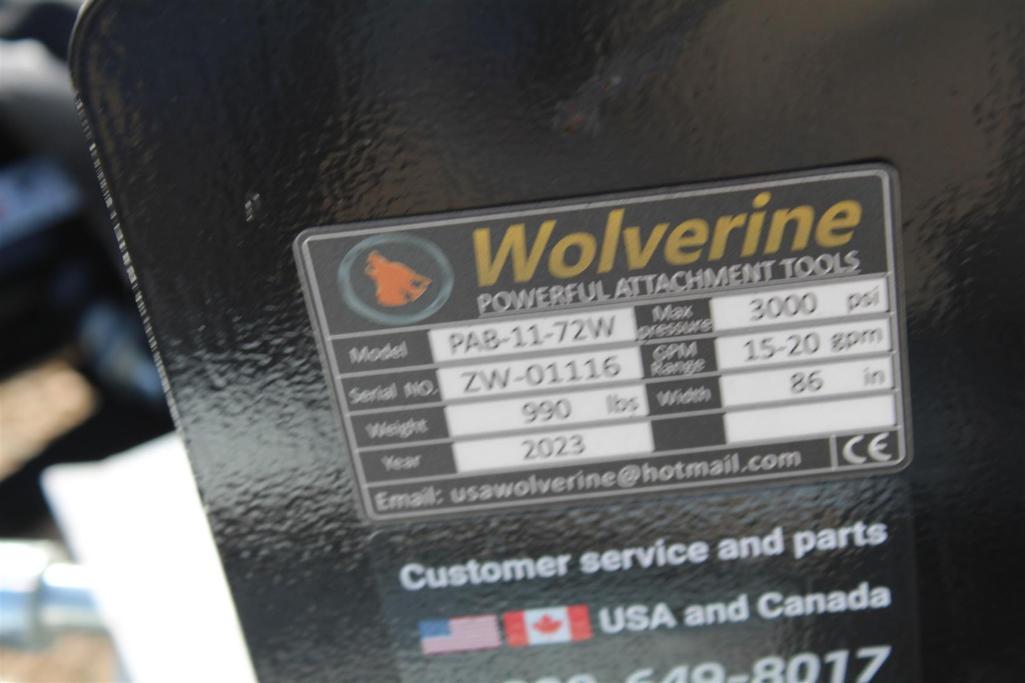 Wolverine
POWERFUL ATTACHMENT TOOLS
Model PAB-11-72W Max pressure 3000 psi
Serial NO. ZW-01116 GPM Range 15-20 gpm
Weight 990 lbs Width 86 in
Year 2023
Email: usawolverine@hotmail.com CE
Customer service and parts
USA and Canada
649-8017